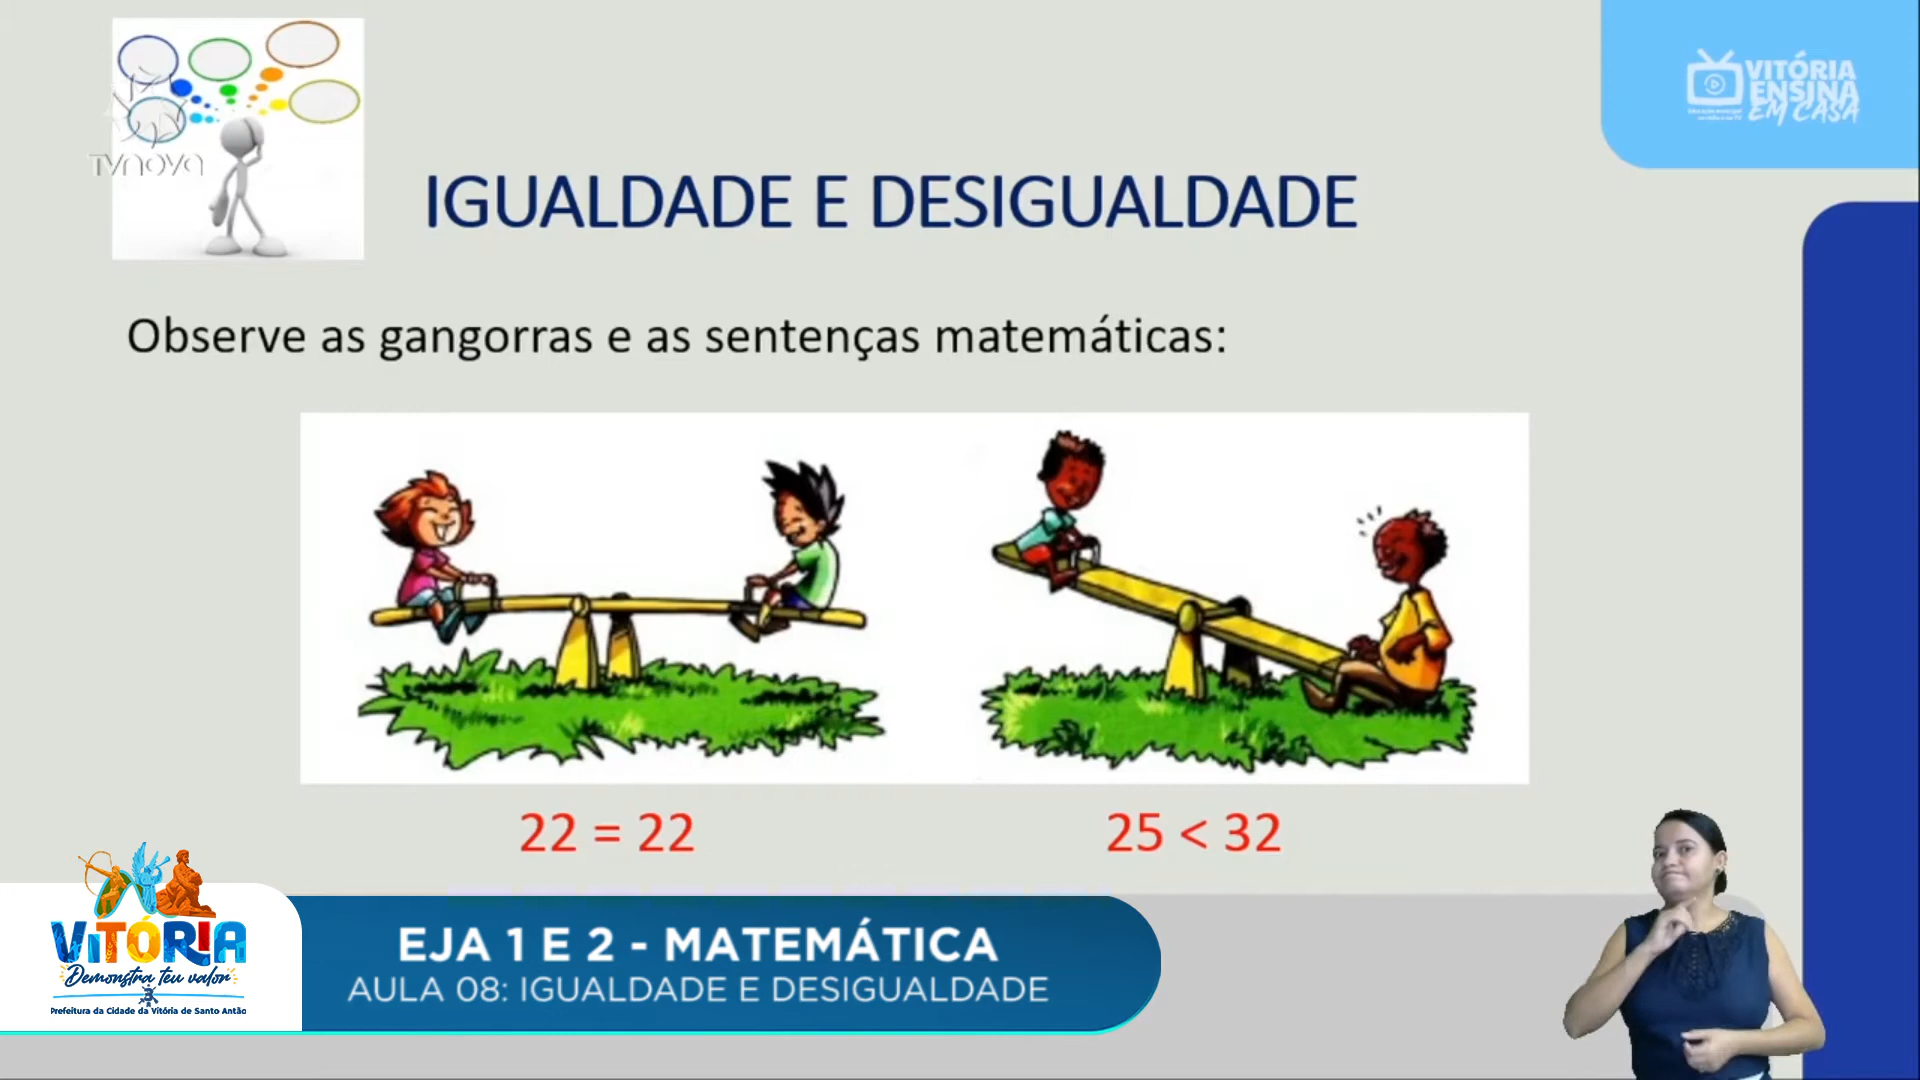 VITÓRIA
ENSINA
EM CASA
TVNOVA
IGUALDADE E DESIGUALDADE
Observe as gangorras e as sentenças matemáticas:
22 = 22
25 < 32
VITÓRIA
Demonstra teu valor
Prefeitura da Cidade da Vitória de Santo Antão
EJA 1 E 2 - MATEMÁTICA
AULA 08: IGUALDADE E DESIGUALDADE